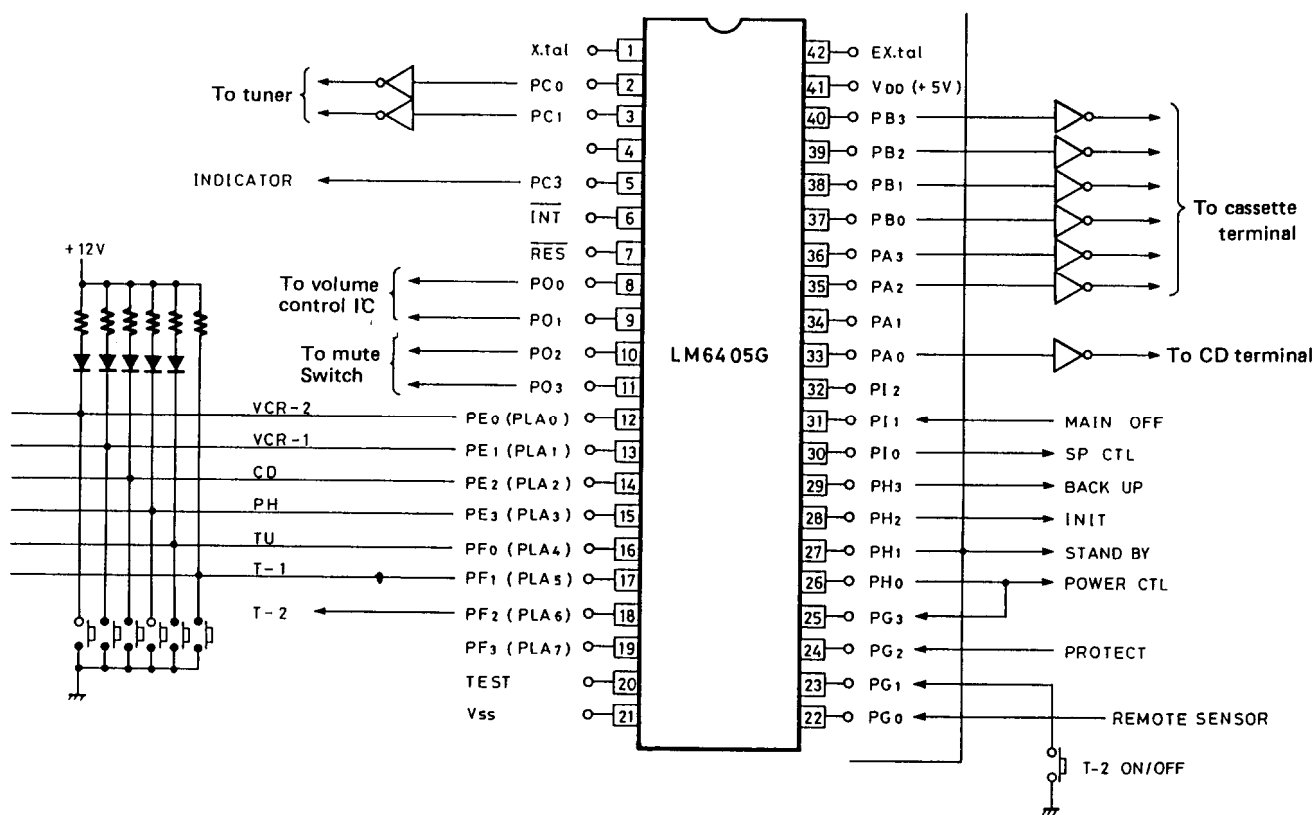 X.tal
1
To tuner
PC0
2
PC1
3
4
INDICATOR
PC3
5
INT
6
RES
7
To volume
control IC
PO0
8
PO1
9
To mute
Switch
PO2
10
PO3
11
+12V
VCR-2
PE0 (PLA0)
12
VCR-1
PE1 (PLA1)
13
CD
PE2 (PLA2)
14
PH
PE3 (PLA3)
15
TU
PF0 (PLA4)
16
T-1
PF1 (PLA5)
17
T-2
PF2 (PLA6)
18
PF3 (PLA7)
19
TEST
20
Vss
21
LM6405G
42
EX.tal
41
VDD (+5V)
40
PB3
39
PB2
38
PB1
37
PB0
36
PA3
35
PA2
To cassette
terminal
34
PA1
33
PA0
To CD terminal
32
PI2
31
PI1
MAIN OFF
30
PI0
SP CTL
29
PH3
BACK UP
28
PH2
INIT
27
PH1
STAND BY
26
PH0
POWER CTL
25
PG3
24
PG2
PROTECT
23
PG1
22
PG0
REMOTE SENSOR
T-2 ON/OFF